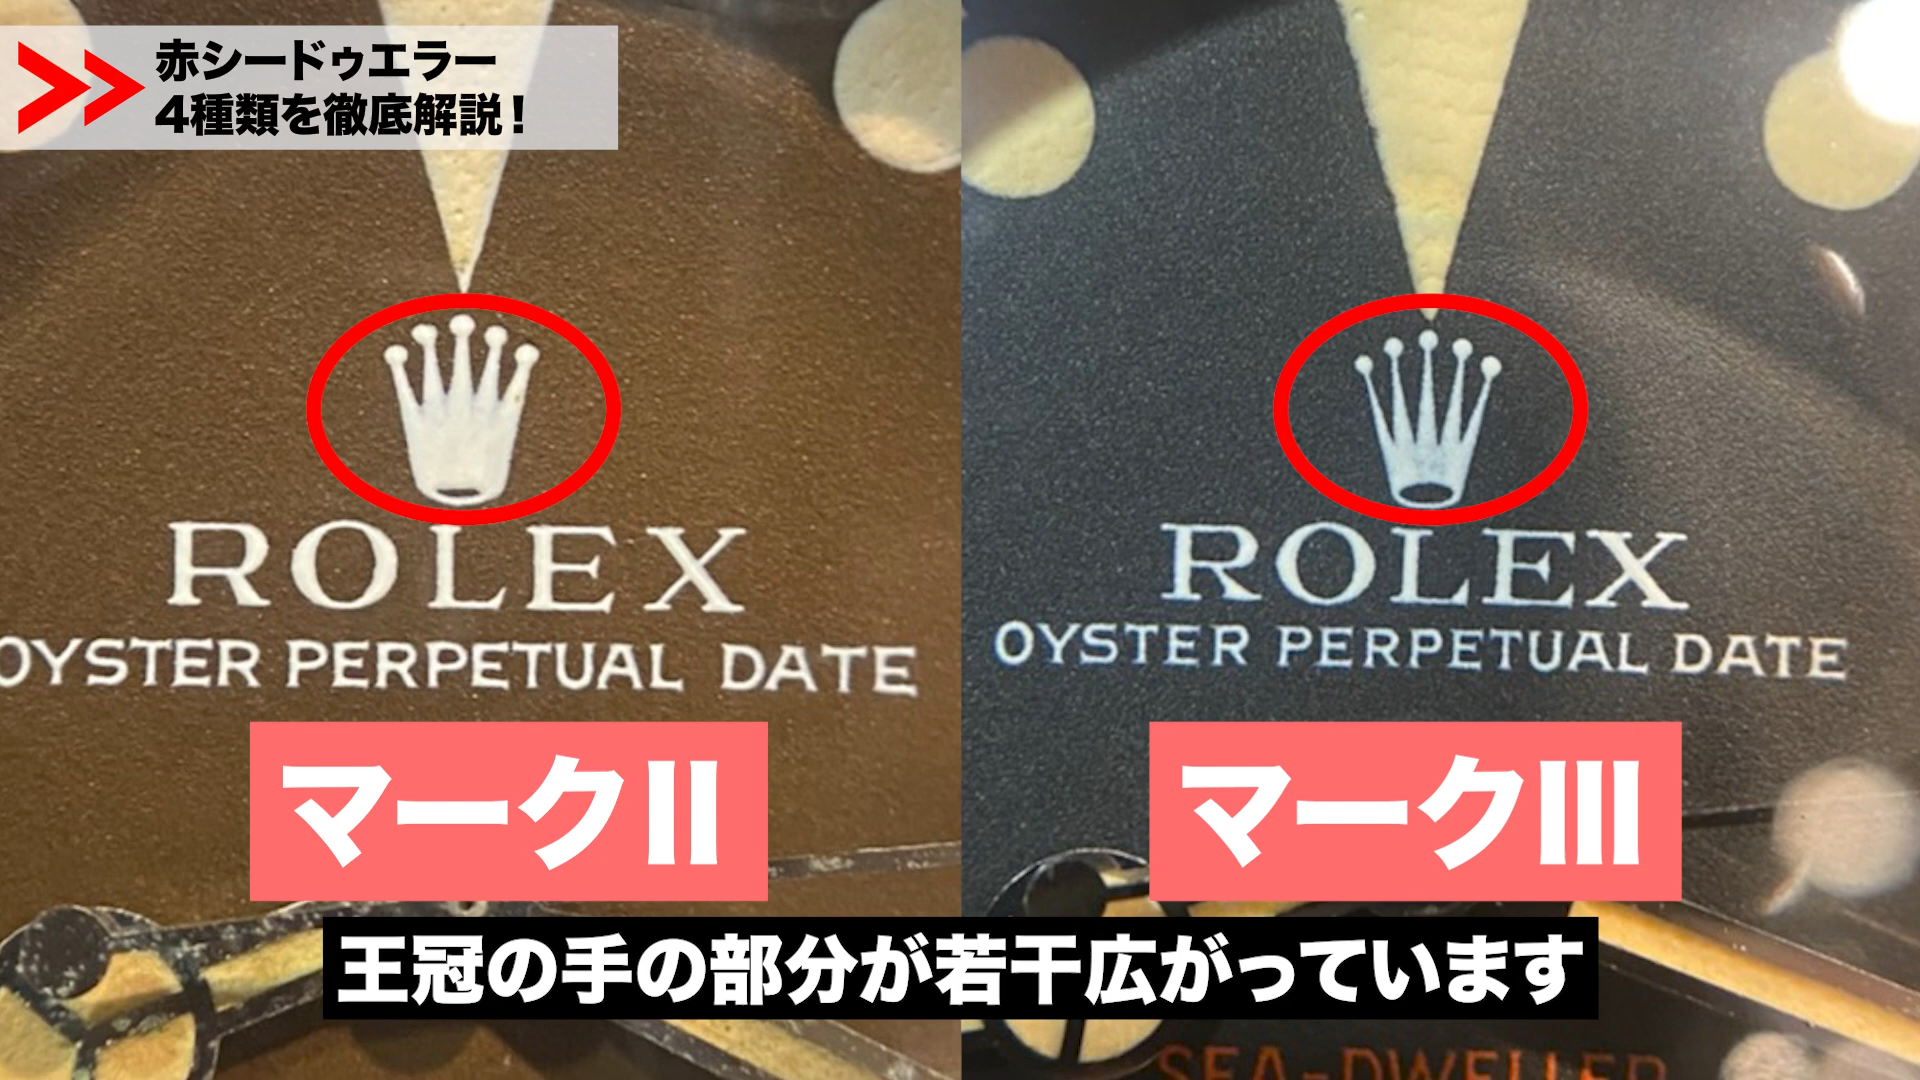 赤シードゥエラー
4種類を徹底解説!
ROLEX
OYSTER PERPETUAL DATE
マークII
ROLEX
OYSTER PERPETUAL DATE
マークIII
SEA-DWELLER
王冠の手の部分が若干広がっています